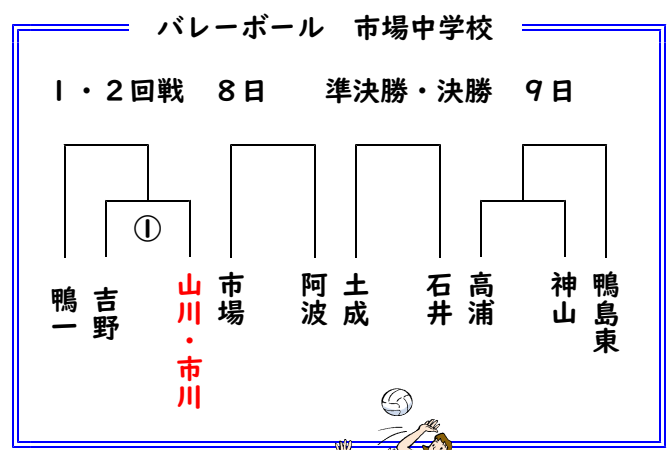 バレーボール　市場中学校
１・２回戦　８日　　準決勝・決勝　９日
①
鴨一
吉野
山川・市川
市場
阿波
土成
石井
高浦
神山
鴨島東